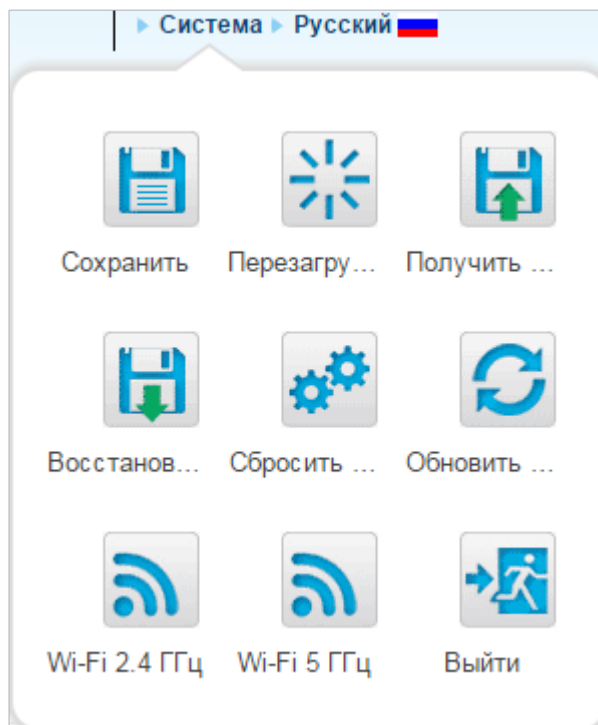 Система Русский
Сохранить Перезагру... Получить ...
Восстанов... Сбросить ... Обновить ...
Wi-Fi 2.4 ГГц Wi-Fi 5 ГГц Выйти